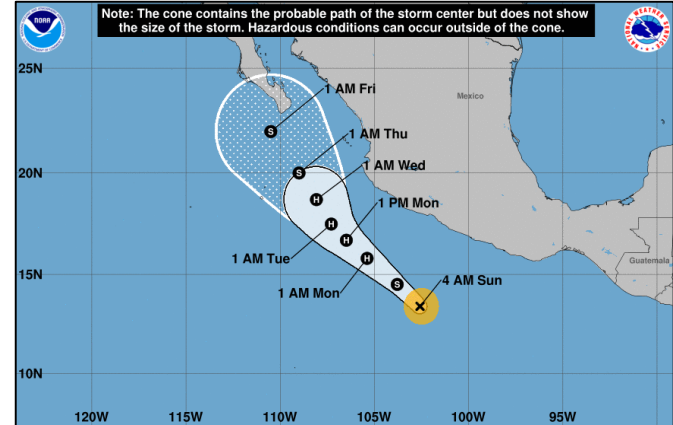 Note: The cone contains the probable path of the storm center but does not show
the size of the storm. Hazardous conditions can occur outside of the cone.
NOAA
NATIONAL WEATHER SERVICE
25N
1 AM Fri
Mexico
1 AM Thu
20N
1 AM Wed
S
S
H
1 PM Mon
H
H
1 AM Tue
H
Guatemala
15N
1 AM Mon
S
4 AM Sun
10N
120W
115W
110W
105W
100W
95W